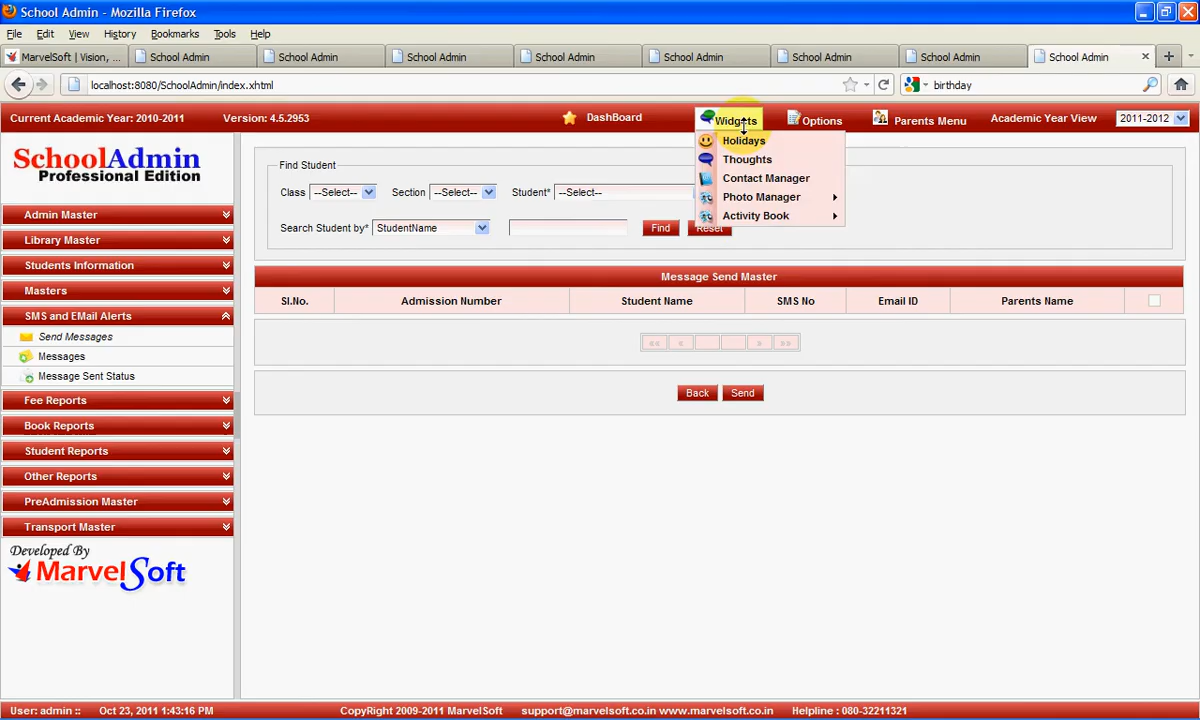 School Admin - Mozilla Firefox
File Edit View History Bookmarks Tools Help
MarvelSoft | Vision, ... School Admin School Admin School Admin School Admin School Admin School Admin School Admin School Admin
localhost:8080/SchoolAdmin/index.xhtml birthday
Current Academic Year: 2010-2011 Version: 4.5.2953 DashBoard Widgets Options Parents Menu Academic Year View 2011-2012
Holidays
Thoughts
Contact Manager
Photo Manager
Activity Book
SchoolAdmin
Professional Edition
Admin Master
Library Master
Students Information
Masters
SMS and EMail Alerts
Send Messages
Messages
Message Sent Status
Fee Reports
Book Reports
Student Reports
Other Reports
PreAdmission Master
Transport Master
Developed By
MarvelSoft
Find Student
Class --Select-- Section --Select-- Student* --Select--
Search Student by* StudentName Find Reset
Message Send Master
Sl.No. Admission Number Student Name SMS No Email ID Parents Name
«« « » »»
Back Send
User: admin :: Oct 23, 2011 1:43:16 PM CopyRight 2009-2011 MarvelSoft support@marvelsoft.co.in www.marvelsoft.co.in Helpline : 080-32211321